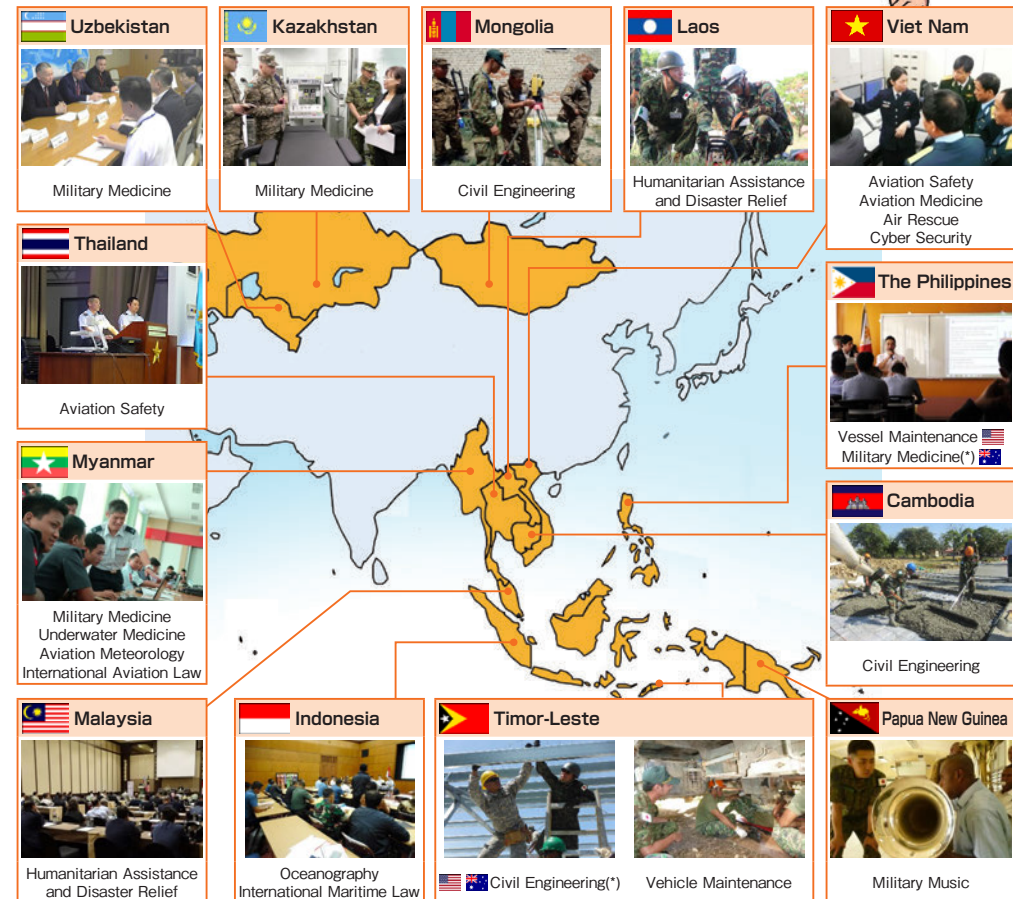 Uzbekistan
Military Medicine
Kazakhstan
Military Medicine
Mongolia
Civil Engineering
Laos
Humanitarian Assistance
and Disaster Relief
Viet Nam
Aviation Safety
Aviation Medicine
Air Rescue
Cyber Security
Thailand
Aviation Safety
The Philippines
Vessel Maintenance
Military Medicine(*)
Myanmar
Military Medicine
Underwater Medicine
Aviation Meteorology
International Aviation Law
Cambodia
Civil Engineering
Malaysia
Humanitarian Assistance
and Disaster Relief
Indonesia
Oceanography
International Maritime Law
Timor-Leste
Civil Engineering(*)
Vehicle Maintenance
Papua New Guinea
Military Music